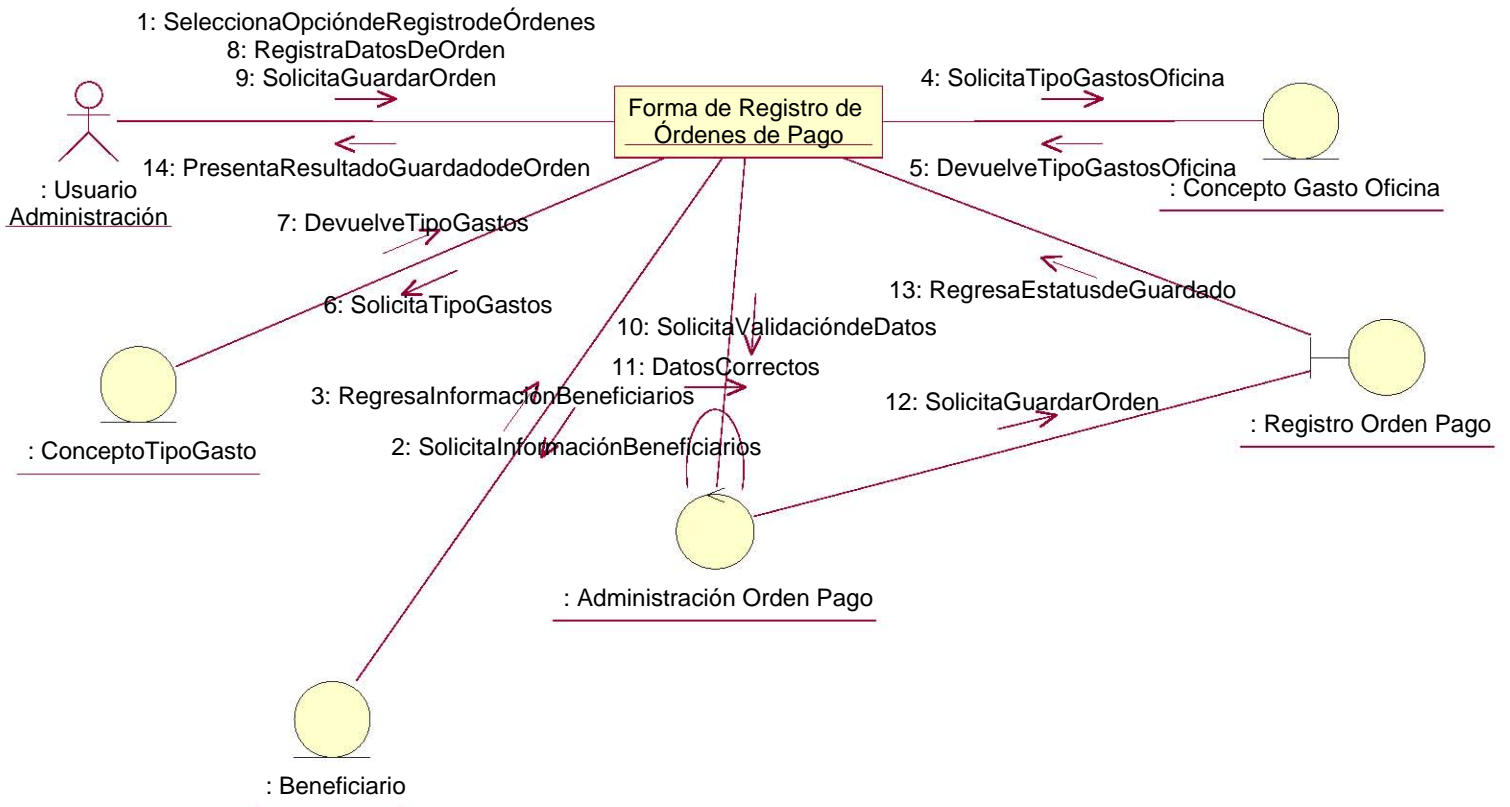 1: SeleccionaOpcióndeRegistrodeÓrdenes
8: RegistraDatosDeOrden
9: SolicitaGuardarOrden
Forma de Registro de
Órdenes de Pago
4: SolicitaTipoGastosOficina
14: PresentaResultadoGuardadodeOrden
5: DevuelveTipoGastosOficina
: Usuario
Administración
: Concepto Gasto Oficina
7: DevuelveTipoGastos
6: SolicitaTipoGastos
13: RegresaEstatusdeGuardado
10: SolicitaValidacióndeDatos
11: DatosCorrectos
3: RegresaInformaciónBeneficiarios
12: SolicitaGuardarOrden
2: SolicitaInformaciónBeneficiarios
: Registro Orden Pago
: ConceptoTipoGasto
: Administración Orden Pago
: Beneficiario